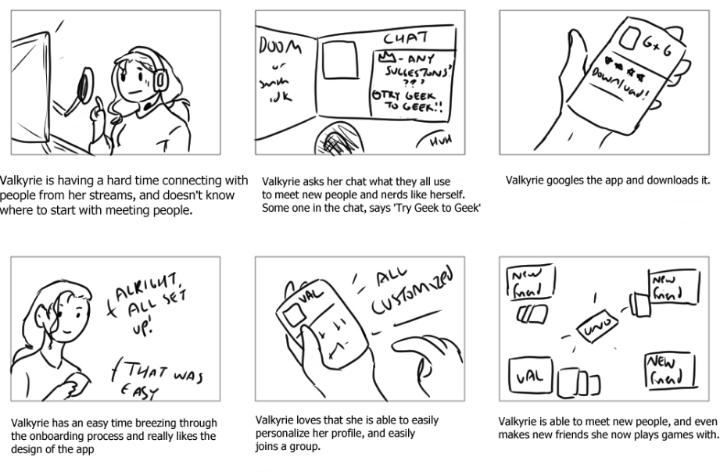 DOOM
or
smash
idk
CHAT
- ANY
SUGGESTIONS?
???
TRY GEEK
TO GEEK!!
HUH
G+G
Download!
Valkyrie is having a hard time connecting with
people from her streams, and doesn't know
where to start with meeting people.
Valkyrie asks her chat what they all use
to meet new people and nerds like herself.
Some one in the chat, says 'Try Geek to Geek'
Valkyrie googles the app and downloads it.
ALRIGHT,
ALL SET
UP!
THAT WAS
EASY
VAL
ALL
CUSTOMIZED
New
friend
New
friend
UNO
VAL
New
friend
Valkyrie has an easy time breezing through
the onboarding process and really likes the
design of the app
Valkyrie loves that she is able to easily
personalize her profile, and easily
joins a group.
Valkyrie is able to meet new people, and even
makes new friends she now plays games with.